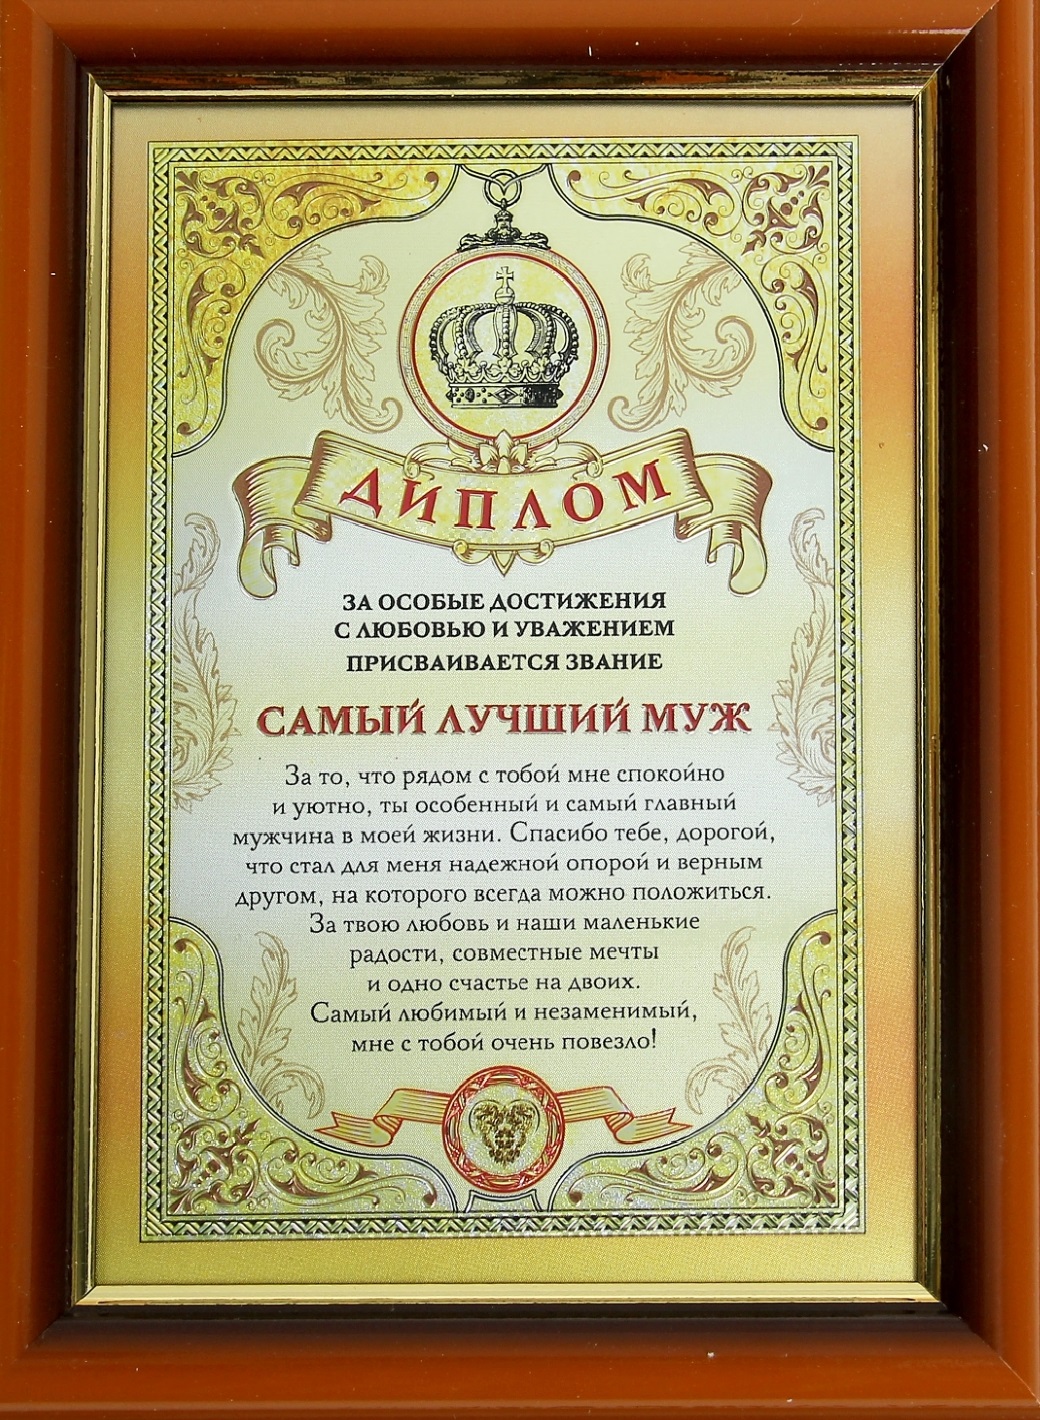 ДИПЛОМ
ЗА ОСОБЫЕ ДОСТИЖЕНИЯ
С ЛЮБОВЬЮ И УВАЖЕНИЕМ
ПРИСВАИВАЕТСЯ ЗВАНИЕ
САМЫЙ ЛУЧШИЙ МУЖ
За то, что рядом с тобой мне спокойно
и уютно, ты особенный и самый главный
мужчина в моей жизни. Спасибо тебе, дорогой,
что стал для меня надежной опорой и верным
другом, на которого всегда можно положиться.
За твою любовь и наши маленькие
радости, совместные мечты
и одно счастье на двоих.
Самый любимый и незаменимый,
мне с тобой очень повезло!